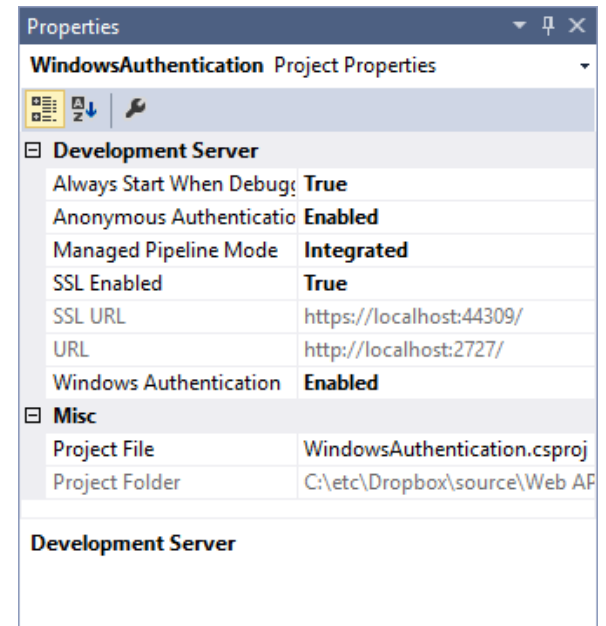 Properties
WindowsAuthentication Project Properties
Development Server
Always Start When Debugg True
Anonymous Authenticatio Enabled
Managed Pipeline Mode Integrated
SSL Enabled True
SSL URL https://localhost:44309/
URL http://localhost:2727/
Windows Authentication Enabled
Misc
Project File WindowsAuthentication.csproj
Project Folder C:\etc\Dropbox\source\Web AP
Development Server